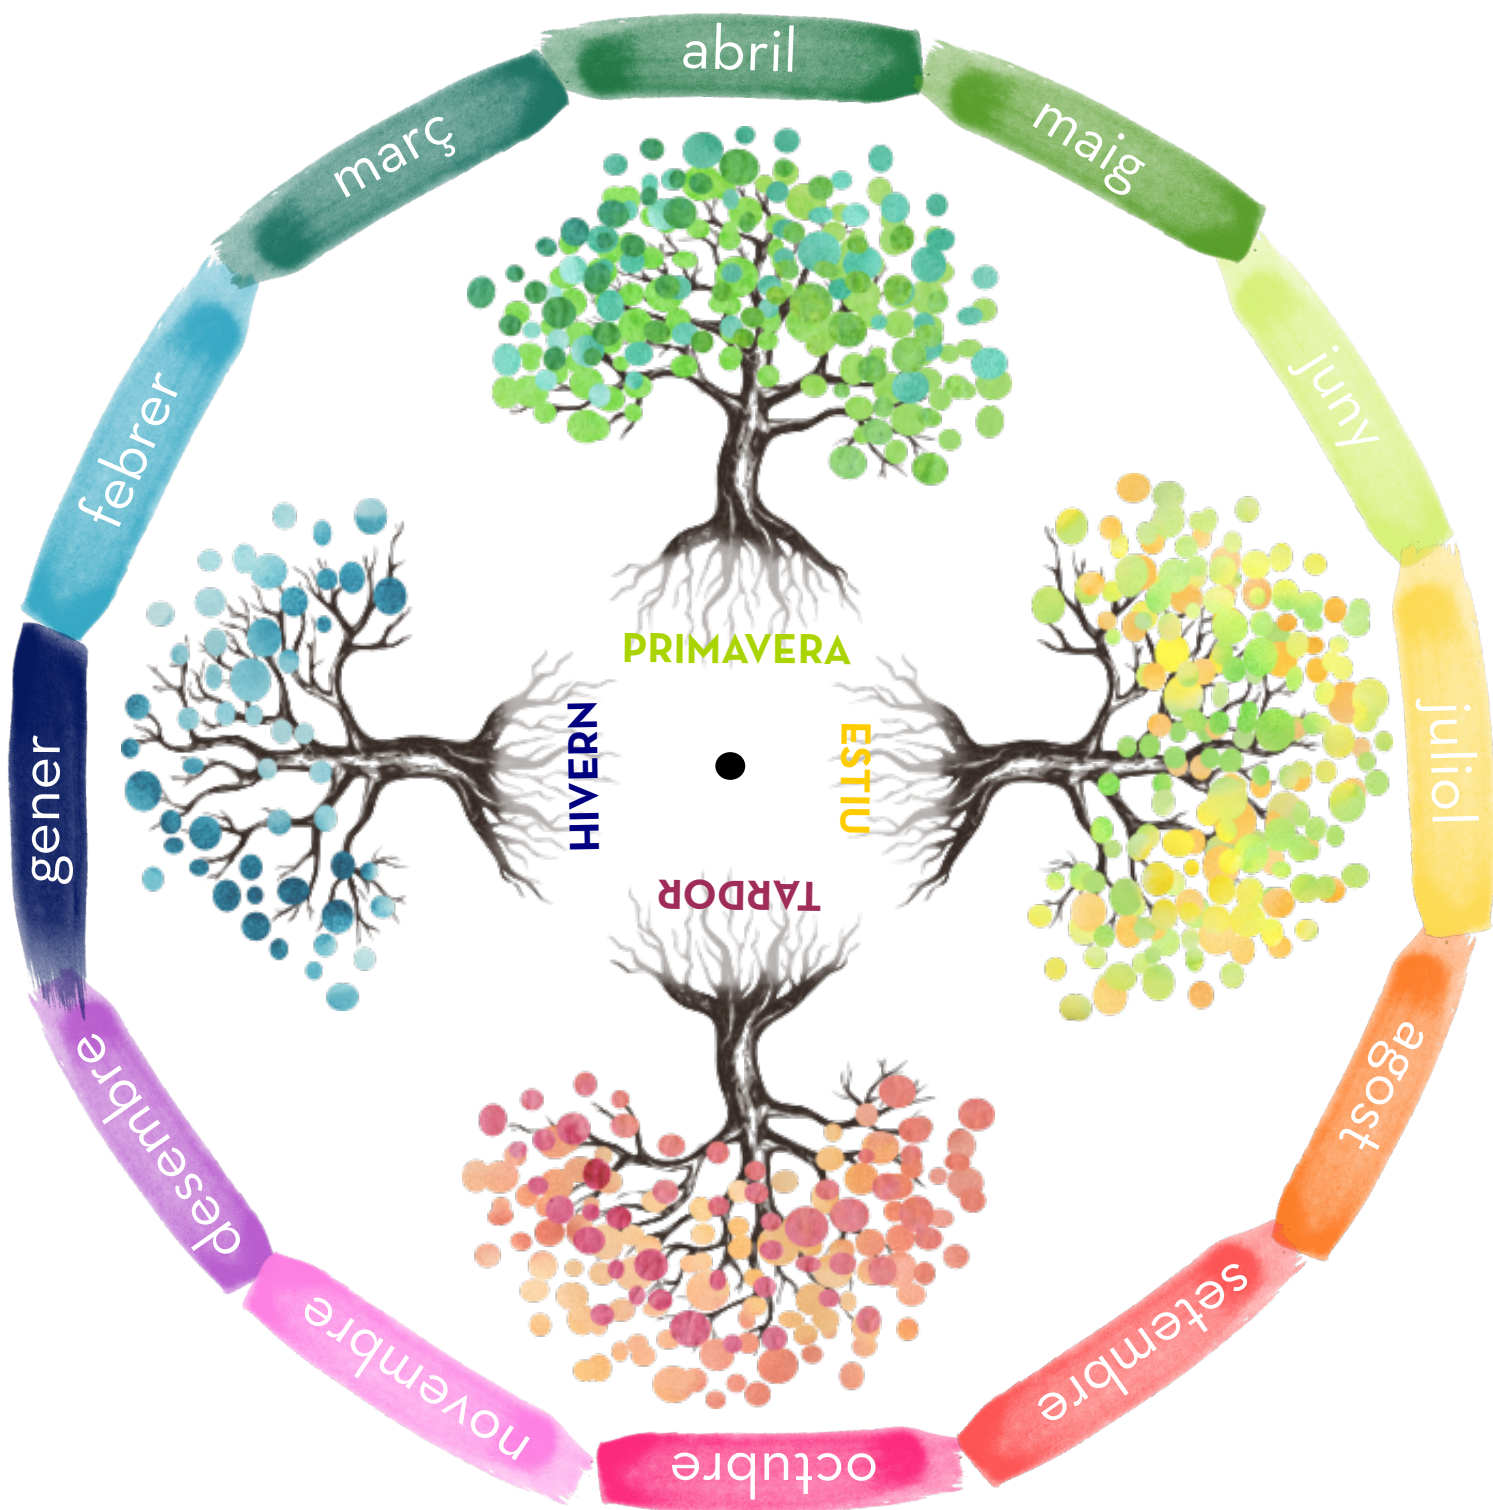 gener
febrer
març
abril
maig
juny
juliol
agost
setembre
octubre
novembre
desembre
PRIMAVERA
ESTIU
TARDOR
HIVERN